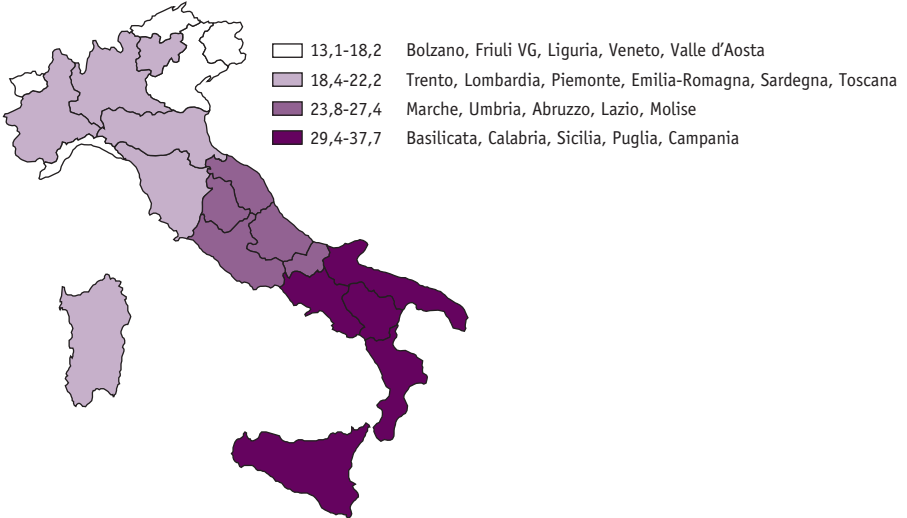 13,1-18,2 Bolzano, Friuli VG, Liguria, Veneto, Valle d'Aosta
18,4-22,2 Trento, Lombardia, Piemonte, Emilia-Romagna, Sardegna, Toscana
23,8-27,4 Marche, Umbria, Abruzzo, Lazio, Molise
29,4-37,7 Basilicata, Calabria, Sicilia, Puglia, Campania